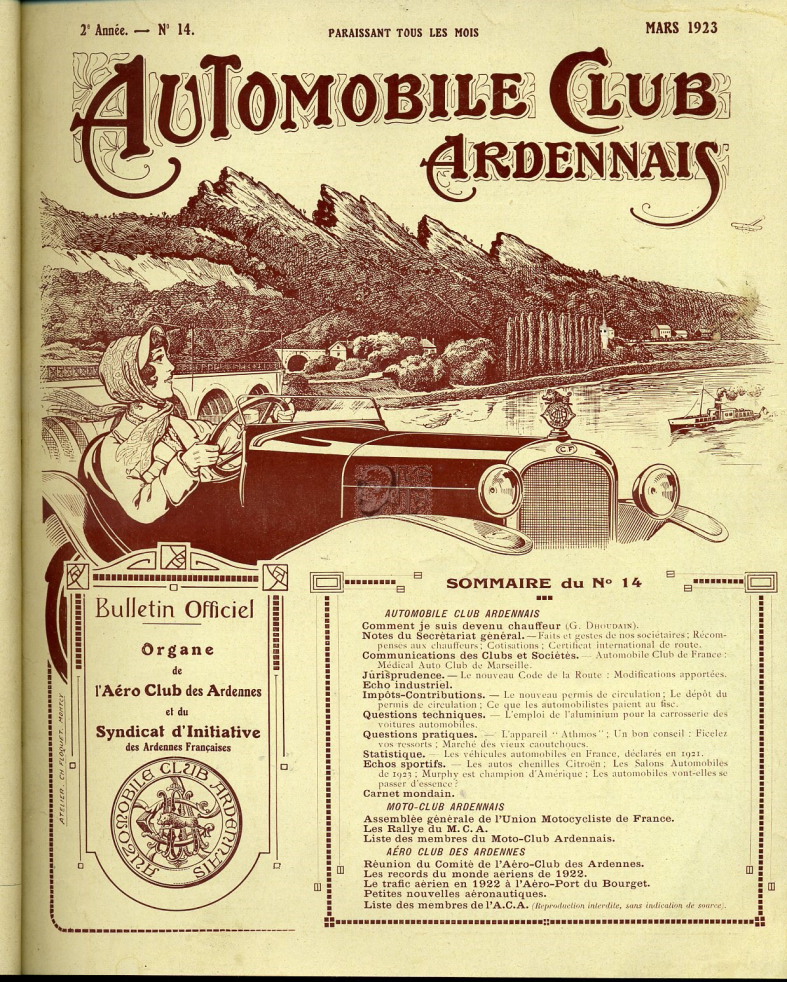 2e Année. — No 14.
PARAISSANT TOUS LES MOIS
MARS 1923
AUTOMOBILE CLUB
ARDENNAIS
C.F
Bulletin Officiel
Organe
de
l'Aéro Club des Ardennes
et du
Syndicat d'Initiative
des Ardennes Françaises
AUTOMOBILE CLUB ARDENNAIS
ATELIER. CH FLOQUET.
SOMMAIRE du No 14
AUTOMOBILE CLUB ARDENNAIS
Comment je suis devenu chauffeur (G. DHOUDAIN).
Notes du Secrétariat général. — Faits et gestes de nos sociétaires ; Récom-
penses aux chauffeurs ; Cotisations ; Certificat international de route.
Communications des Clubs et Sociétés. — Automobile Club de France :
Médical Auto Club de Marseille.
Jurisprudence. — Le nouveau Code de la Route : Modifications apportées.
Echo industriel.
Impôts-Contributions. — Le nouveau permis de circulation ; Le dépôt du
permis de circulation ; Ce que les automobilistes paient au fisc.
Questions techniques. — L'emploi de l'aluminium pour la carrosserie des
voitures automobiles.
Questions pratiques. — L'appareil " Athmos " ; Un bon conseil : Ficelez
vos ressorts ; Marché des vieux caoutchoucs.
Statistique. — Les véhicules automobiles en France, déclarés en 1921.
Echos sportifs. — Les autos chenilles Citroën ; Les Salons Automobiles
de 1923 ; Murphy est champion d'Amérique ; Les automobiles vont-elles se
passer d'essence ?
Carnet mondain.
MOTO-CLUB ARDENNAIS
Assemblée générale de l'Union Motocycliste de France.
Les Rallye du M. C. A.
Liste des membres du Moto-Club Ardennais.
AÉRO CLUB DES ARDENNES
Réunion du Comité de l'Aéro-Club des Ardennes.
Les records du monde aériens de 1922.
Le trafic aérien en 1922 à l'Aéro-Port du Bourget.
Petites nouvelles aéronautiques.
Liste des membres de l'A.C.A. (Reproduction interdite, sans indication de source).